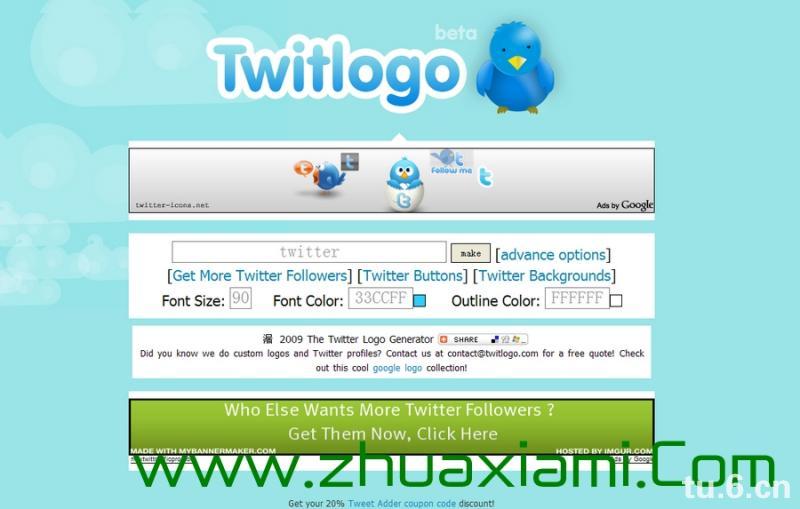 beta
Twitlogo
Follow me
twitter-icons.net
Ads by Google
twitter make [advance options]
[Get More Twitter Followers] [Twitter Buttons] [Twitter Backgrounds]
Font Size: 90 Font Color: 33CCFF Outline Color: FFFFFF
2009 The Twitter Logo Generator SHARE
Did you know we do custom logos and Twitter profiles? Contact us at contact@twitlogo.com for a free quote! Check
out this cool google logo collection!
Who Else Wants More Twitter Followers ?
Get Them Now, Click Here
MADE WITH MYBANNERMAKER.COM HOSTED BY IMGUR.COM
www.zhuaxiami.Com
tu.6.cn
Get your 20% Tweet Adder coupon code discount!